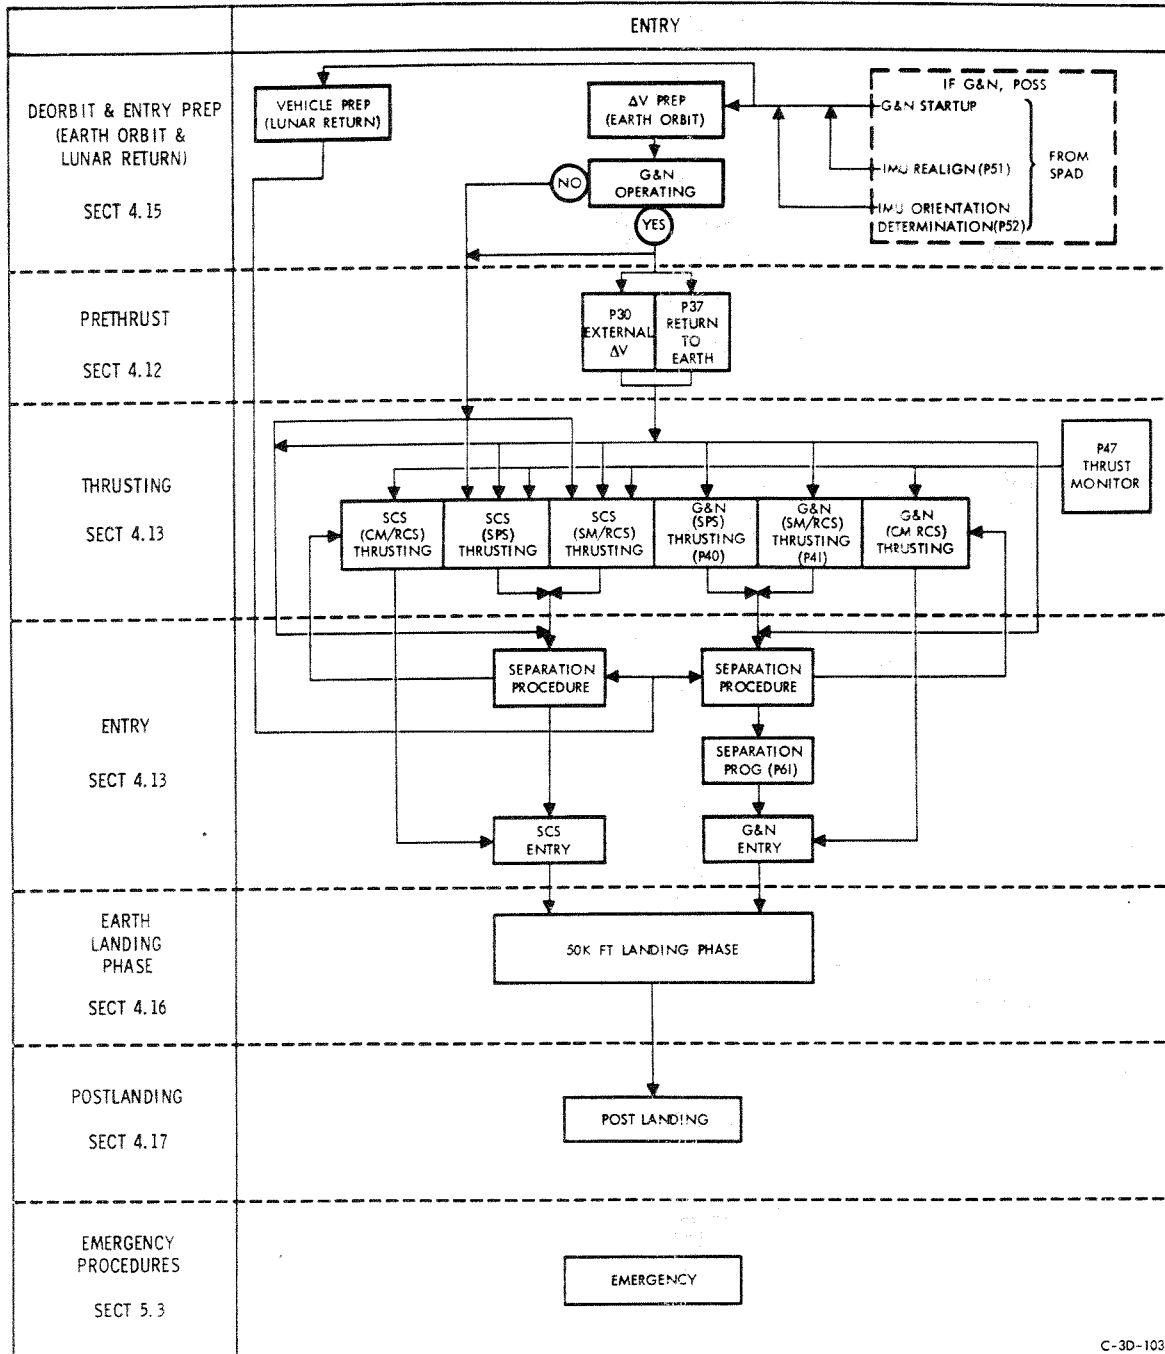 ENTRY
DEORBIT & ENTRY PREP
(EARTH ORBIT &
LUNAR RETURN)
SECT 4.15
VEHICLE PREP
(LUNAR RETURN)
ΔV PREP
(EARTH ORBIT)
G&N
OPERATING
NO
YES
IF G&N, POSS
G&N STARTUP
IMU REALIGN (P51)
IMU ORIENTATION
DETERMINATION(P52)
FROM
SPAD
PRETHRUST
SECT 4.12
P30
EXTERNAL
ΔV
P37
RETURN
TO
EARTH
THRUSTING
SECT 4.13
P47
THRUST
MONITOR
SCS
(CM/RCS)
THRUSTING
SCS
(SPS)
THRUSTING
SCS
(SM/RCS)
THRUSTING
G&N
(SPS)
THRUSTING
(P40)
G&N
(SM/RCS)
THRUSTING
(P41)
G&N
(CM RCS)
THRUSTING
ENTRY
SECT 4.13
SEPARATION
PROCEDURE
SEPARATION
PROCEDURE
SEPARATION
PROG (P61)
SCS
ENTRY
G&N
ENTRY
EARTH
LANDING
PHASE
SECT 4.16
50K FT LANDING PHASE
POSTLANDING
SECT 4.17
POST LANDING
EMERGENCY
PROCEDURES
SECT 5.3
EMERGENCY
C-3D-103